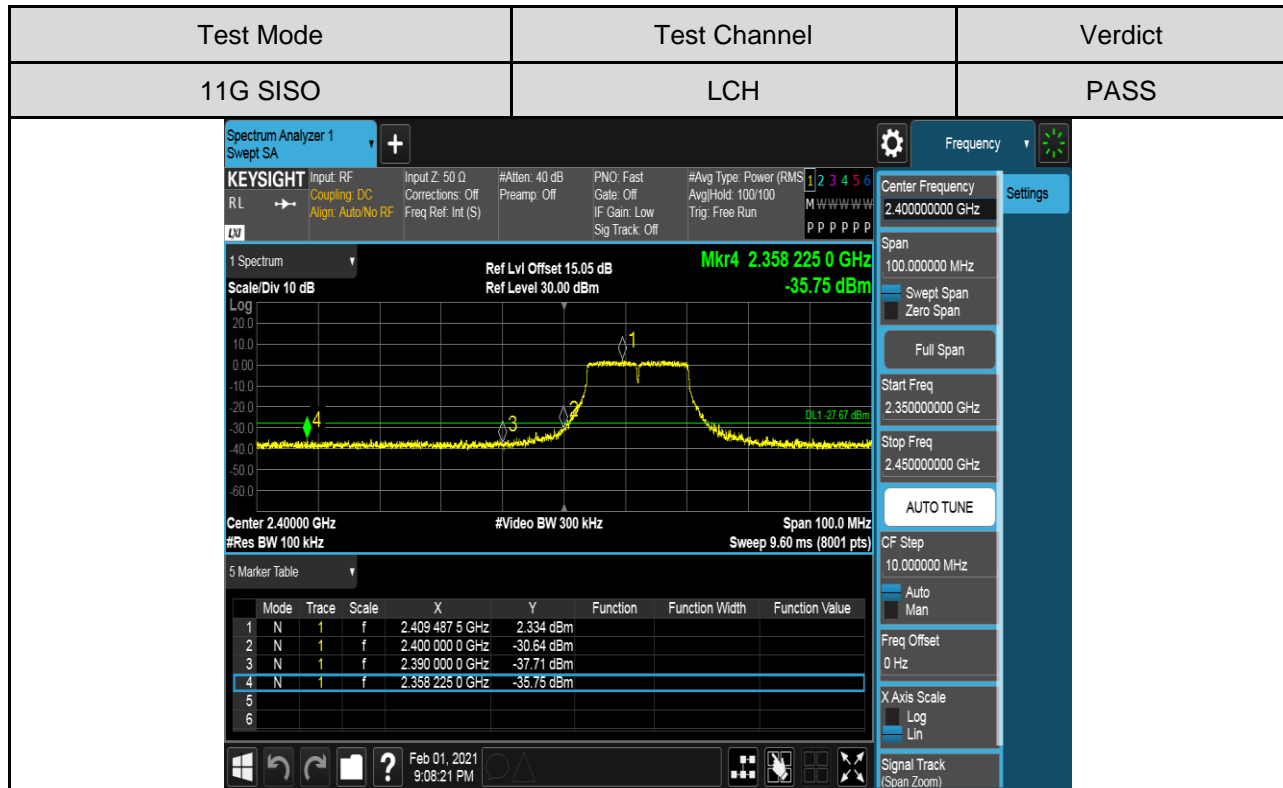 Test Mode Test Channel Verdict
11G SISO LCH PASS
Spectrum Analyzer 1
Swept SA
+
Frequency
KEYSIGHT Input: RF Input Z: 50 Ω #Atten: 40 dB PNO: Fast #Avg Type: Power (RMS 1 2 3 4 5 6
RL Coupling: DC Corrections: Off Preamp: Off Gate: Off Avg|Hold: 100/100 M W W W W W
Align: Auto/No RF Freq Ref: Int (S) IF Gain: Low Trig: Free Run
LXI Sig Track: Off P P P P P P
1 Spectrum
Ref Lvl Offset 15.05 dB Mkr4 2.358 225 0 GHz
Scale/Div 10 dB Ref Level 30.00 dBm -35.75 dBm
Log
20.0
10.0
0.00
-10.0
-20.0
-30.0
-40.0
-50.0
-60.0
1
2
3
4
DL1 -27.67 dBm
Center 2.40000 GHz #Video BW 300 kHz Span 100.0 MHz
#Res BW 100 kHz Sweep 9.60 ms (8001 pts)
5 Marker Table
Mode Trace Scale X Y Function Function Width Function Value
1 N 1 f 2.409 487 5 GHz 2.334 dBm
2 N 1 f 2.400 000 0 GHz -30.64 dBm
3 N 1 f 2.390 000 0 GHz -37.71 dBm
4 N 1 f 2.358 225 0 GHz -35.75 dBm
5
6
Feb 01, 2021
9:08:21 PM
?
Center Frequency
2.400000000 GHz
Settings
Span
100.000000 MHz
Swept Span
Zero Span
Full Span
Start Freq
2.350000000 GHz
Stop Freq
2.450000000 GHz
AUTO TUNE
CF Step
10.000000 MHz
Auto
Man
Freq Offset
0 Hz
X Axis Scale
Log
Lin
Signal Track
(Span Zoom)